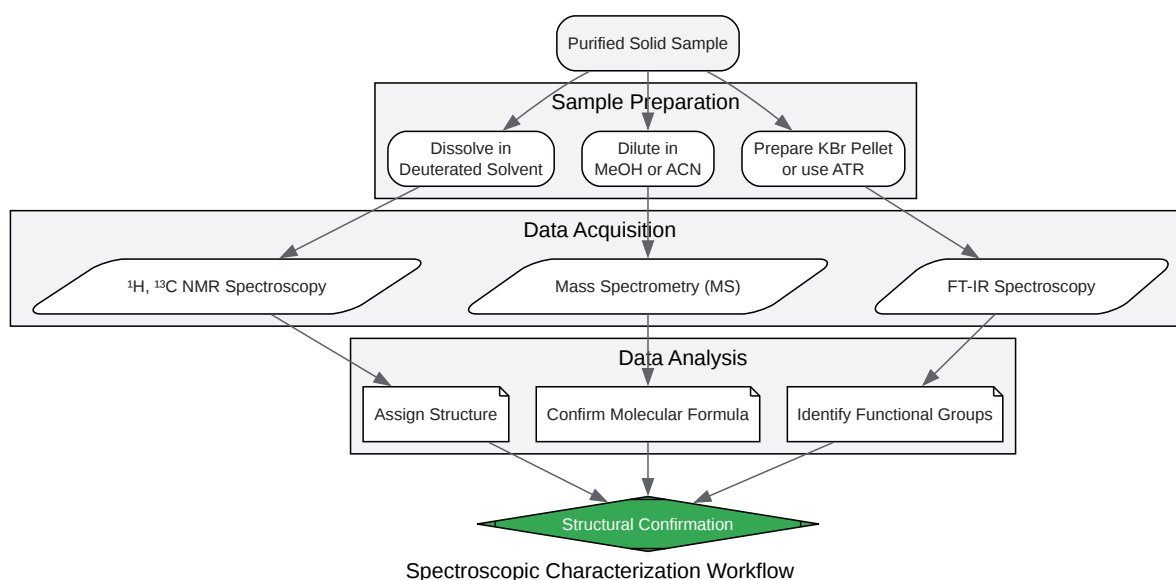 Purified Solid Sample
Sample Preparation
Dissolve in
Deuterated Solvent
Dilute in
MeOH or ACN
Prepare KBr Pellet
or use ATR
Data Acquisition
¹H, ¹³C NMR Spectroscopy
Mass Spectrometry (MS)
FT-IR Spectroscopy
Data Analysis
Assign Structure
Confirm Molecular Formula
Identify Functional Groups
Structural Confirmation
Spectroscopic Characterization Workflow